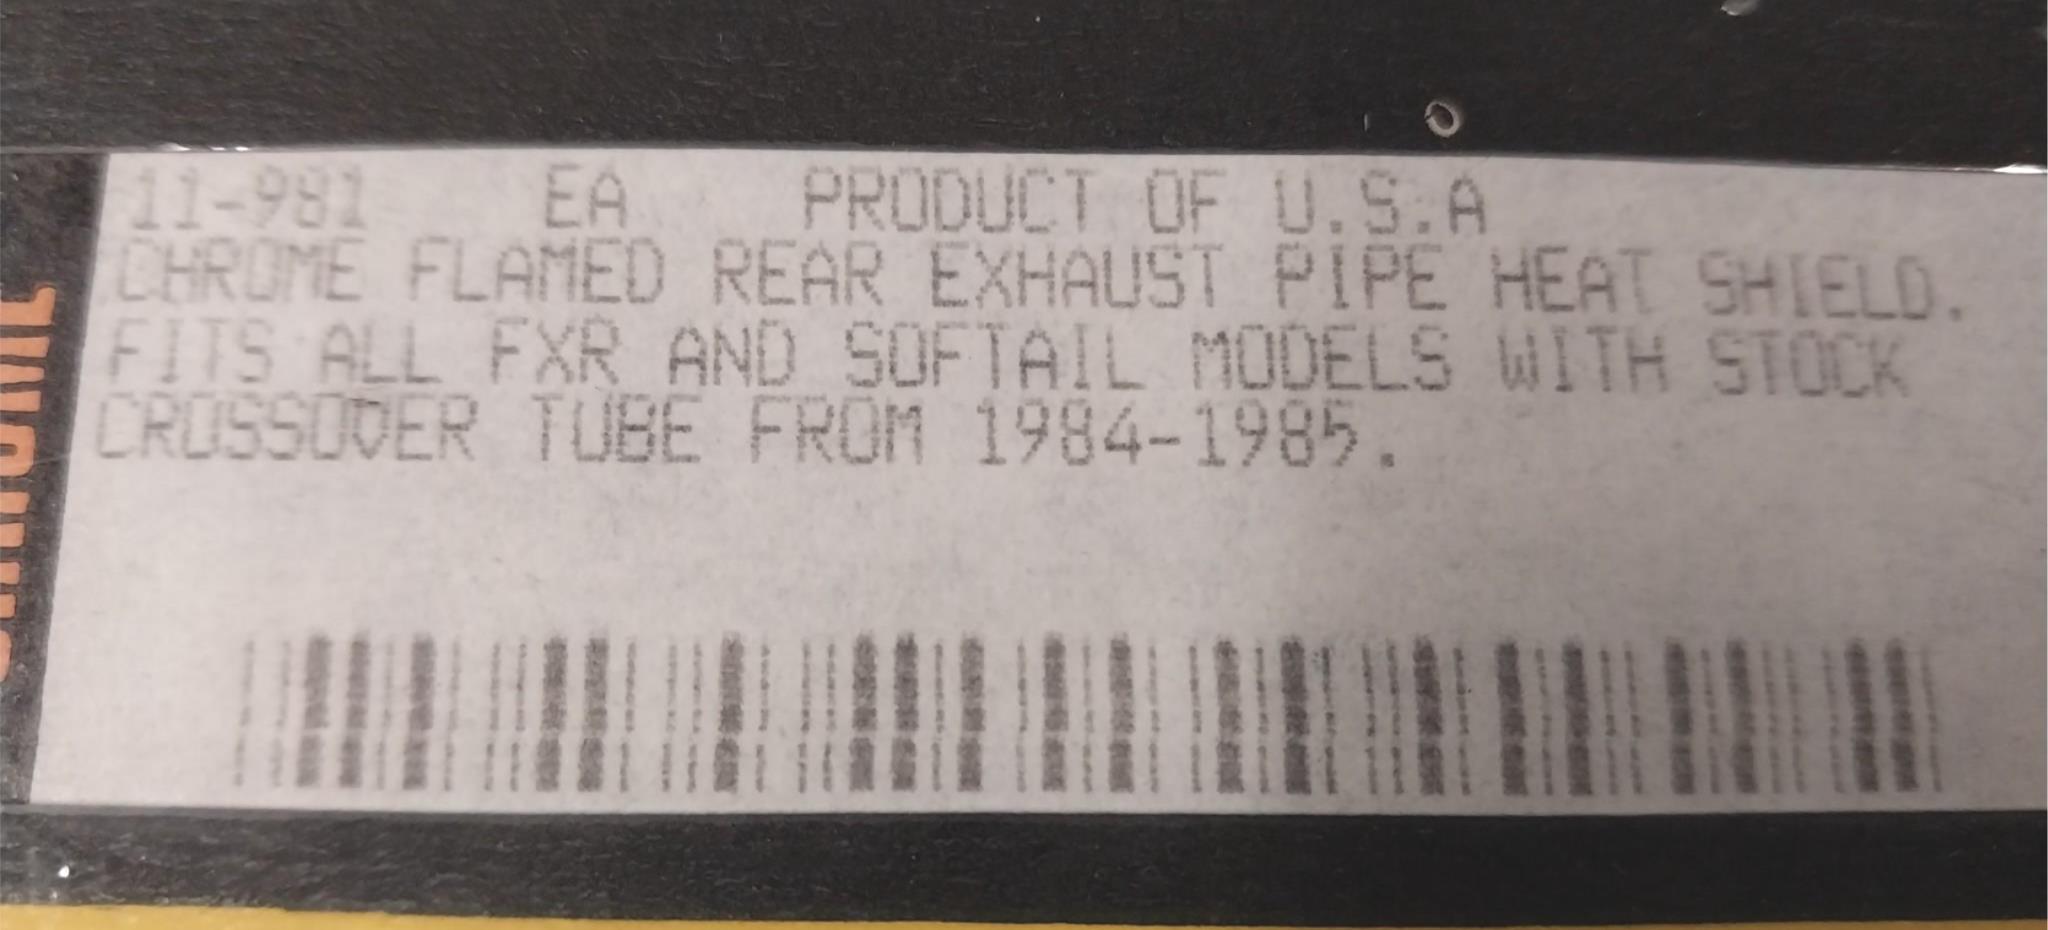 11-981 EA PRODUCT OF U.S.A
CHROME FLAMED REAR EXHAUST PIPE HEAT SHIELD.
FITS ALL FXR AND SOFTAIL MODELS WITH STOCK
CROSSOVER TUBE FROM 1984-1985.